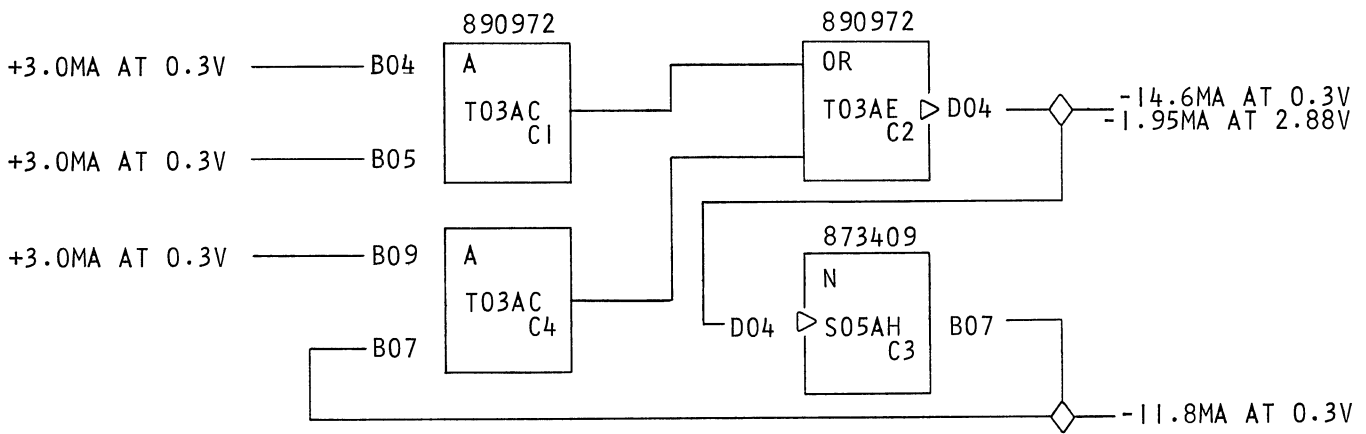 890972
890972
+3.0MA AT 0.3V
B04
A
OR
T03AC
C1
T03AE
C2
D04
-14.6MA AT 0.3V
-1.95MA AT 2.88V
+3.0MA AT 0.3V
B05
+3.0MA AT 0.3V
B09
A
873409
N
T03AC
C4
D04
S05AH
C3
B07
B07
-11.8MA AT 0.3V